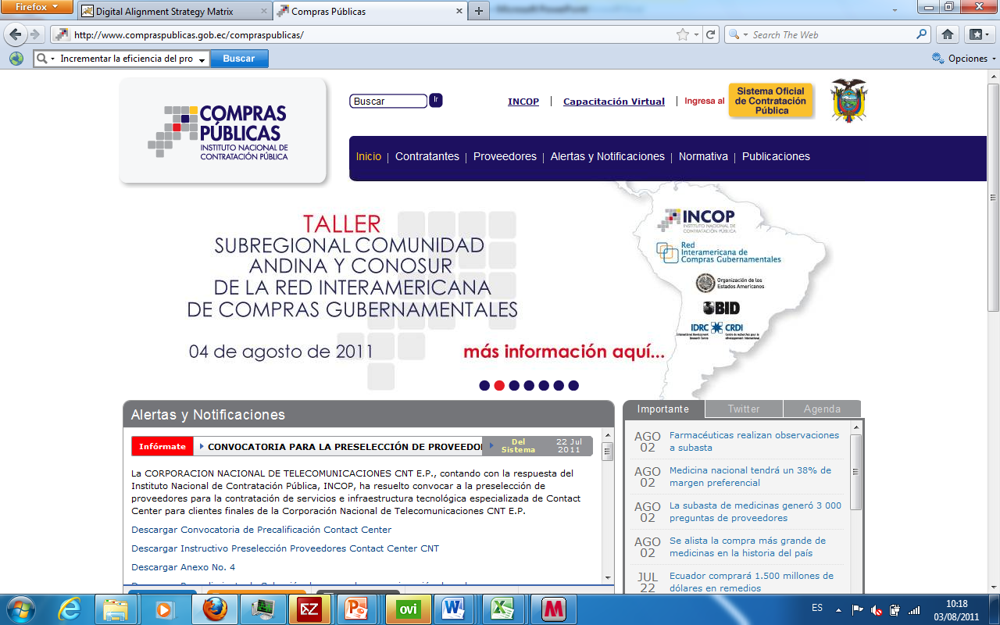 Firefox
Digital Alignment Strategy Matrix
Compras Públicas
http://www.compraspublicas.gob.ec/compraspublicas/
Search The Web
Incrementar la eficiencia del pro
Buscar
Opciones
COMPRAS
PÚBLICAS
INSTITUTO NACIONAL DE
CONTRATACIÓN PÚBLICA
Buscar
Ir
INCOP | Capacitación Virtual | Ingresa al
Sistema Oficial
de Contratación
Pública
Inicio | Contratantes | Proveedores | Alertas y Notificaciones | Normativa | Publicaciones
TALLER
SUBREGIONAL COMUNIDAD
ANDINA Y CONOSUR
DE LA RED INTERAMERICANA
DE COMPRAS GUBERNAMENTALES
04 de agosto de 2011
más información aquí...
INCOP
INSTITUTO NACIONAL DE
CONTRATACIÓN PÚBLICA
Red
Interamericana de
Compras Gubernamentales
Organización de los
Estados Americanos
BID
IDRC CRDI
Alertas y Notificaciones
Infórmate
CONVOCATORIA PARA LA PRESELECCIÓN DE PROVEEDO
Del
Sistema
22 Jul
2011
La CORPORACION NACIONAL DE TELECOMUNICACIONES CNT E.P., contando con la respuesta del
Instituto Nacional de Contratación Pública, INCOP, ha resuelto convocar a la preselección de
proveedores para la contratación de servicios e infraestructura tecnológica especializada de Contact
Center para clientes finales de la Corporación Nacional de Telecomunicaciones CNT E.P.
Descargar Convocatoria de Precalificación Contact Center
Descargar Instructivo Preselección Proveedores Contact Center CNT
Descargar Anexo No. 4
Importante
Twitter
Agenda
AGO
02
Farmacéuticas realizan observaciones
a subasta
AGO
02
Medicina nacional tendrá un 38% de
margen preferencial
AGO
02
La subasta de medicinas generó 3 000
preguntas de proveedores
AGO
02
Se alista la compra más grande de
medicinas en la historia del país
JUL
22
Ecuador comprará 1.500 millones de
dólares en remedios
ovi
ES
10:18
03/08/2011